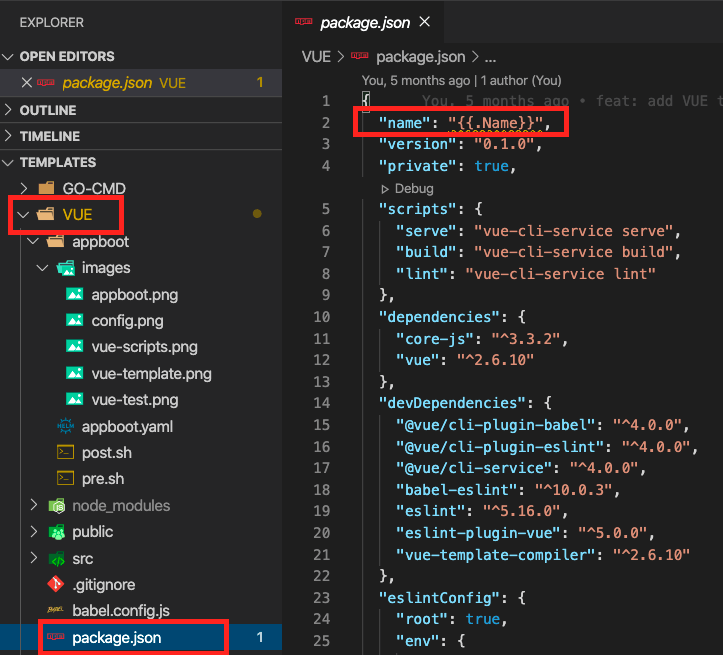 EXPLORER
OPEN EDITORS
package.json VUE 1
OUTLINE
TIMELINE
TEMPLATES
GO-CMD
VUE
appboot
images
appboot.png
config.png
vue-scripts.png
vue-template.png
vue-test.png
appboot.yaml
post.sh
pre.sh
node_modules
public
src
.gitignore
babel.config.js
package.json 1
package.json
VUE > package.json > ...
You, 5 months ago | 1 author (You)
1 { You, 5 months ago • feat: add VUE t
2 "name": "{{.Name}}",
3 "version": "0.1.0",
4 "private": true,
Debug
5 "scripts": {
6 "serve": "vue-cli-service serve",
7 "build": "vue-cli-service build",
8 "lint": "vue-cli-service lint"
9 },
10 "dependencies": {
11 "core-js": "^3.3.2",
12 "vue": "^2.6.10"
13 },
14 "devDependencies": {
15 "@vue/cli-plugin-babel": "^4.0.0",
16 "@vue/cli-plugin-eslint": "^4.0.0",
17 "@vue/cli-service": "^4.0.0",
18 "babel-eslint": "^10.0.3",
19 "eslint": "^5.16.0",
20 "eslint-plugin-vue": "^5.0.0",
21 "vue-template-compiler": "^2.6.10"
22 },
23 "eslintConfig": {
24 "root": true,
25 "env": {